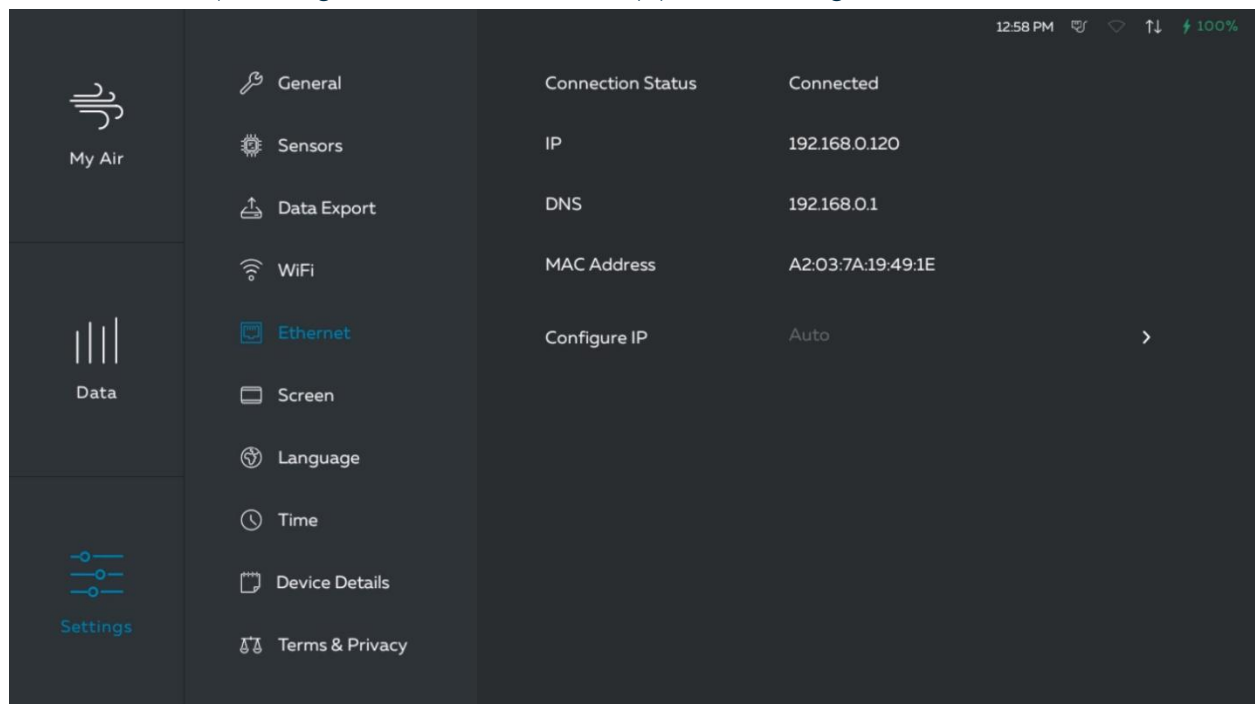 12:58 PM 100%
My Air
Data
Settings
General
Sensors
Data Export
WiFi
Ethernet
Screen
Language
Time
Device Details
Terms & Privacy
Connection Status Connected
IP 192.168.0.120
DNS 192.168.0.1
MAC Address A2:03:7A:19:49:1E
Configure IP Auto